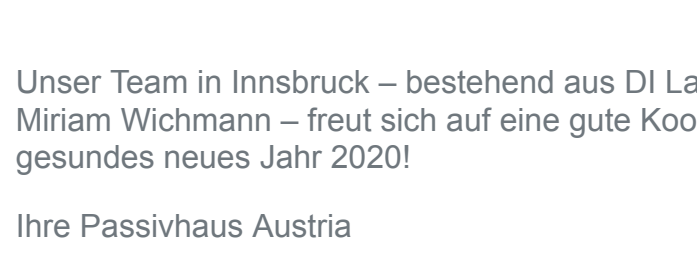 Unser Team in Innsbruck – bestehend aus DI
Miriam Wichmann – freut sich auf eine gute
gesundes neues Jahr 2020!
Ihre Passivhaus Austria